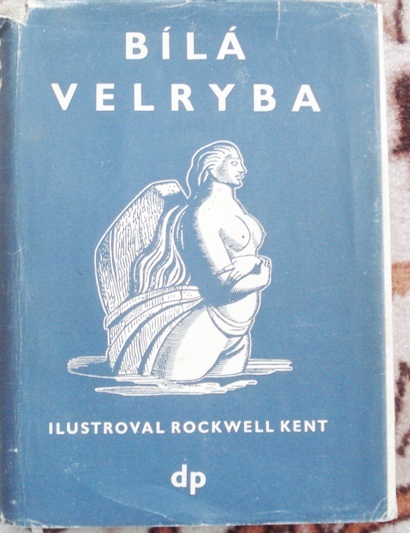 BÍLÁ
VELRYBA
ILUSTROVAL ROCKWELL KENT
dp